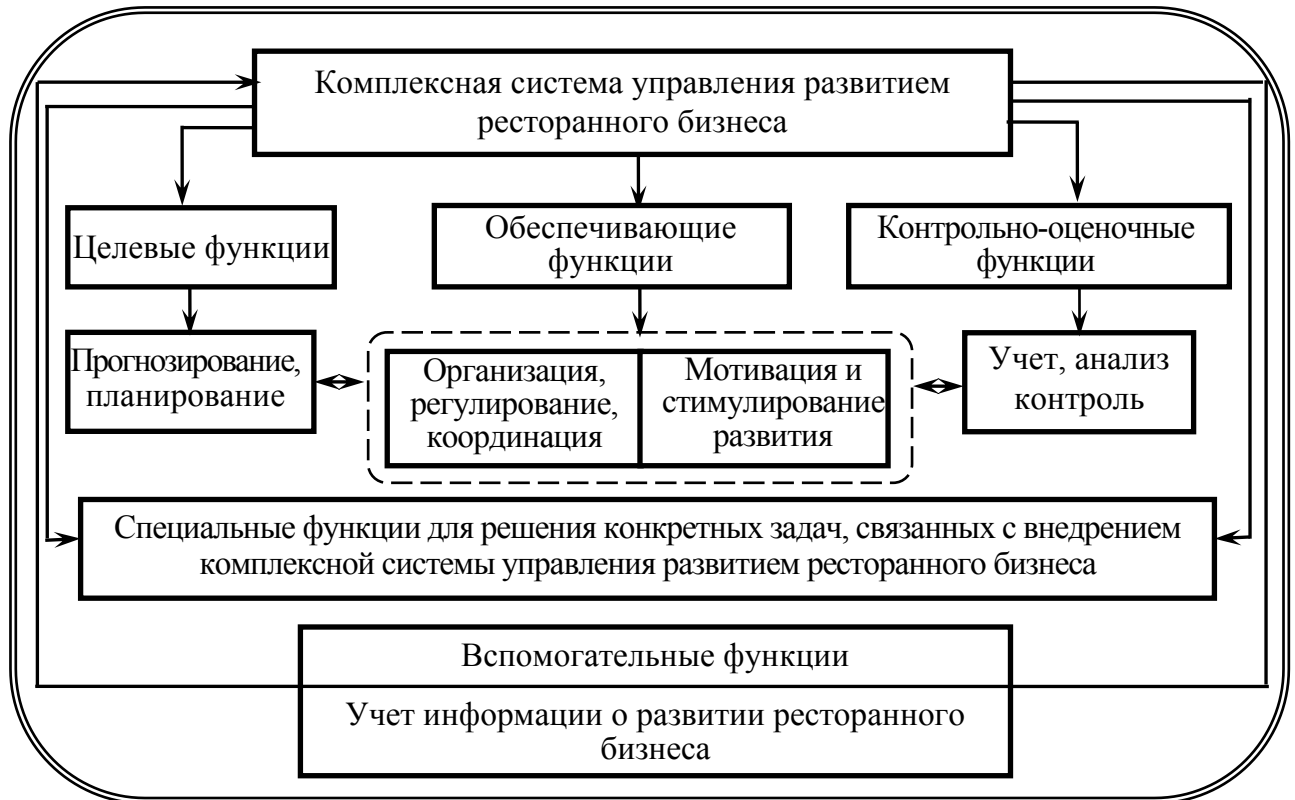 Комплексная система управления развитием
ресторанного бизнеса
Целевые функции
Обеспечивающие
функции
Контрольно-оценочные
функции
Прогнозирование,
планирование
Организация,
регулирование,
координация
Мотивация и
стимулирование
развития
Учет, анализ
контроль
Специальные функции для решения конкретных задач, связанных с внедрением
комплексной системы управления развитием ресторанного бизнеса
Вспомогательные функции
Учет информации о развитии ресторанного
бизнеса